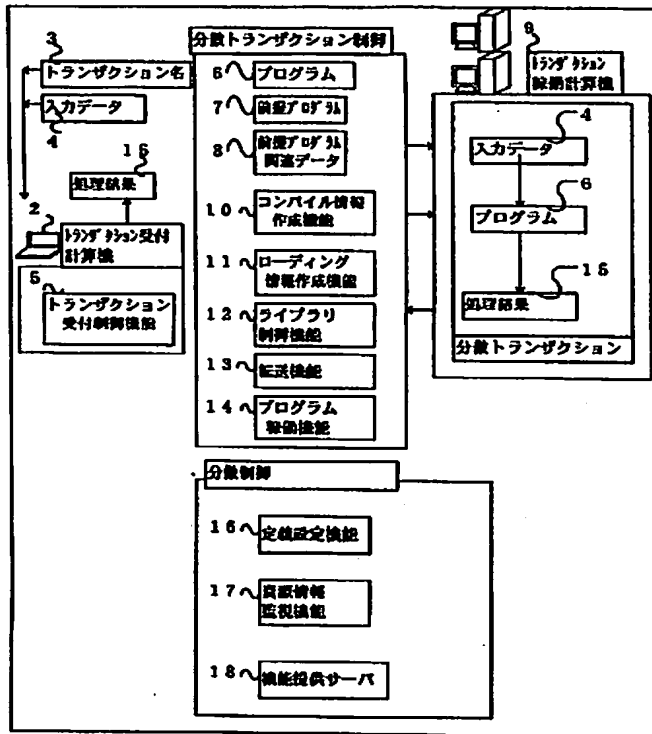 3
トランザクション名
入力データ
4
15
処理結果
2
トランザクション受付
計算機
5
トランザクション
受付制御機能
分散トランザクション制御
6
プログラム
7
前提プログラム
8
前提プログラム
関連データ
10
コンパイル情報
作成機能
11
ローディング
情報作成機能
12
ライブラリ
制御機能
13
転送機能
14
プログラム
稼働機能
9
トランザクション
稼働計算機
4
入力データ
6
プログラム
15
処理結果
分散トランザクション
分散制御
16
定義設定機能
17
資源情報
監視機能
18
機能提供サーバ